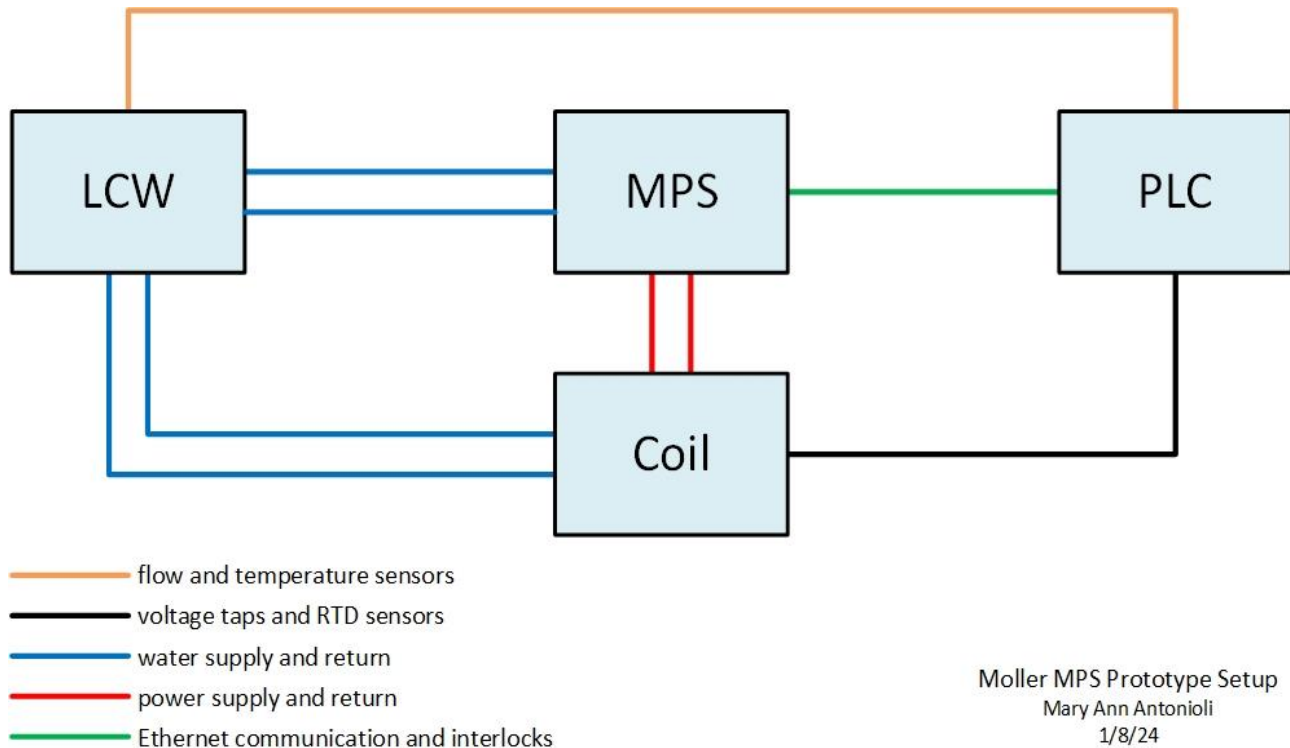 LCW
MPS
PLC
Coil
flow and temperature sensors
voltage taps and RTD sensors
water supply and return
power supply and return
Ethernet communication and interlocks
Moller MPS Prototype Setup
Mary Ann Antonioli
1/8/24